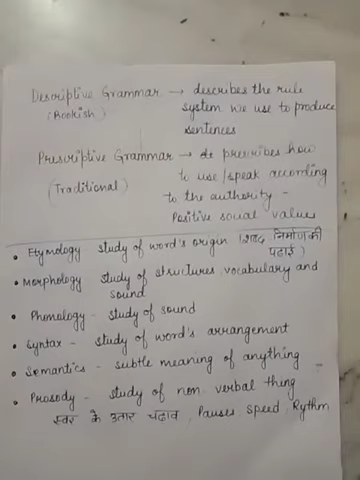 Descriptive Grammar → describes the rule
(Bookish) system we use to produce
sentences
Prescriptive Grammar → prescribes how
to use/speak according
(Traditional) to the authority -
Positive social values
• Etymology study of word's origin (शब्द निर्माण की
पढ़ाई)
• Morphology study of structures, vocabulary and
sound
• Phonology - study of sound
• Syntax - study of word's arrangement
• Semantics - subtle meaning of anything
• Prosody - study of non verbal thing
स्वर के उतार चढ़ाव, Pauses Speed, Rythm